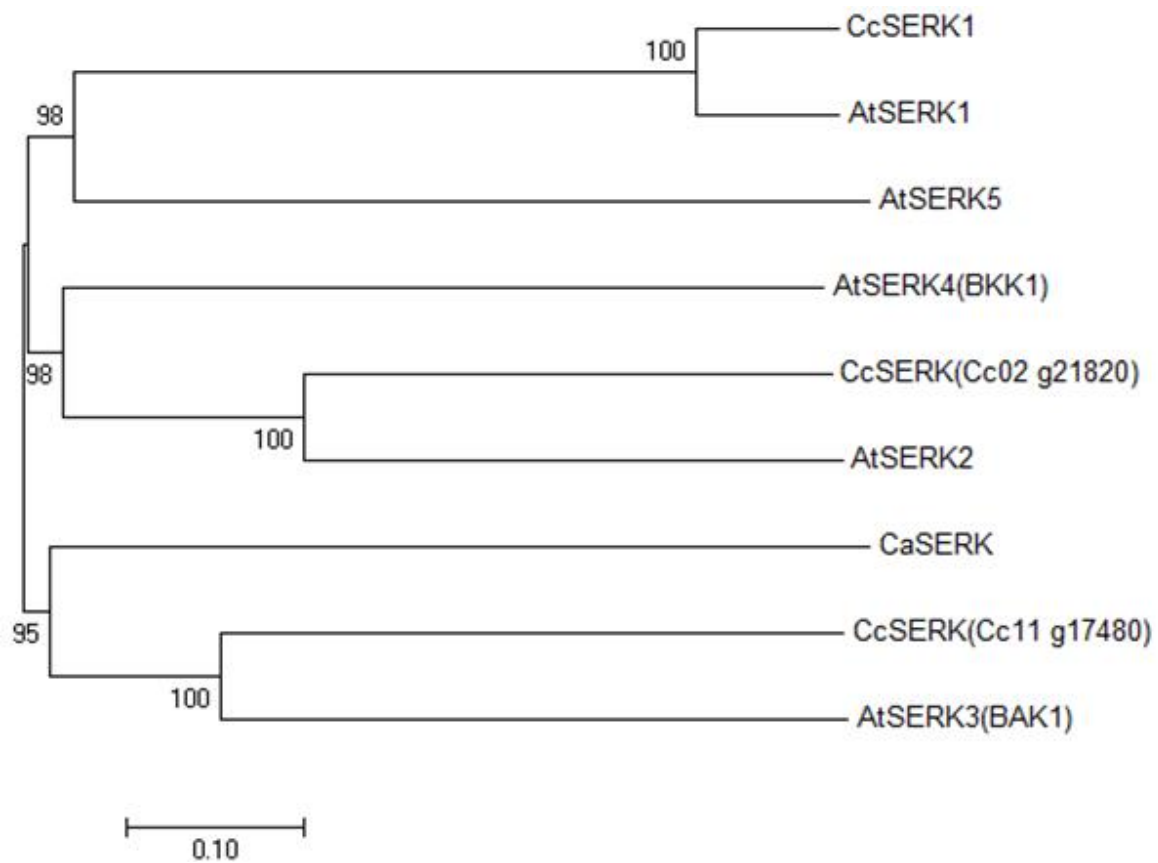 CcSERK1
100
AtSERK1
98
AtSERK5
AtSERK4(BKK1)
98
CcSERK(Cc02 g21820)
100
AtSERK2
CaSERK
95
CcSERK(Cc11 g17480)
100
AtSERK3(BAK1)
0.10